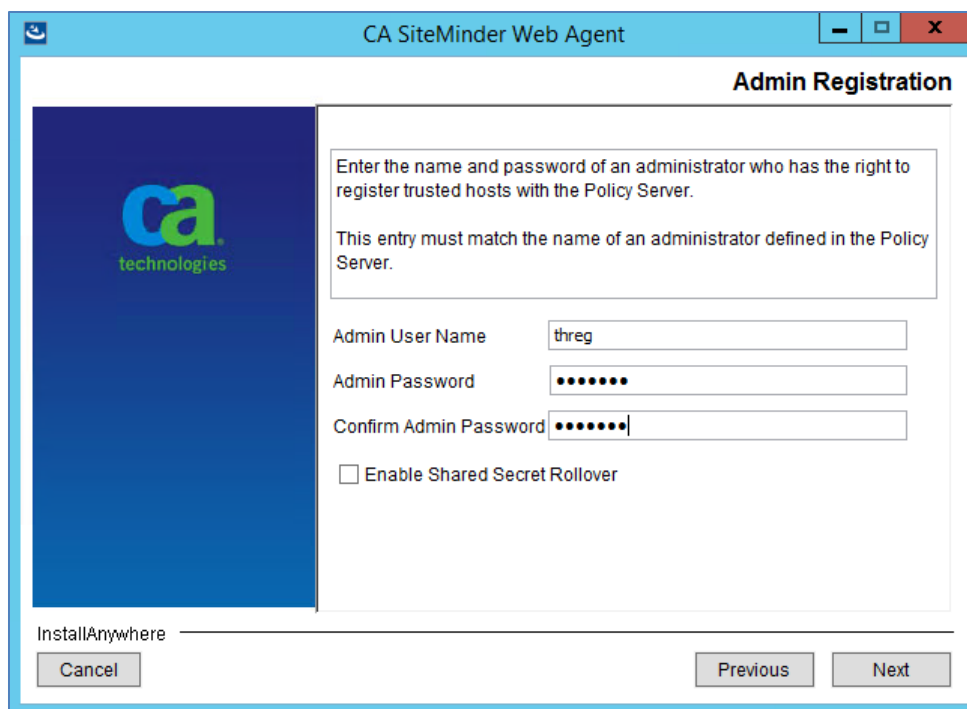 CA SiteMinder Web Agent
Admin Registration
ca
technologies
Enter the name and password of an administrator who has the right to
register trusted hosts with the Policy Server.
This entry must match the name of an administrator defined in the Policy
Server.
Admin User Name threg
Admin Password •••••••
Confirm Admin Password •••••••
Enable Shared Secret Rollover
InstallAnywhere
Cancel Previous Next